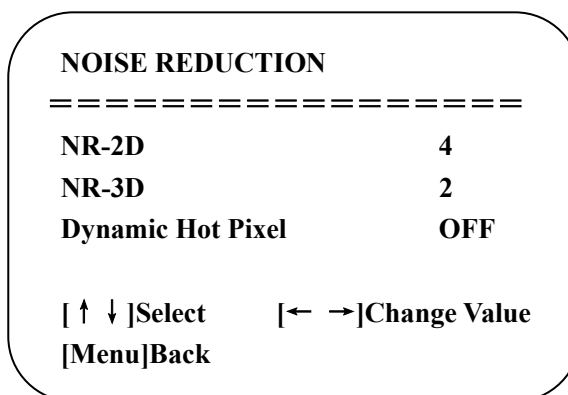 NOISE REDUCTION
=================
NR-2D 4
NR-3D 2
Dynamic Hot Pixel OFF
[↑ ↓]Select [← →]Change Value
[Menu]Back